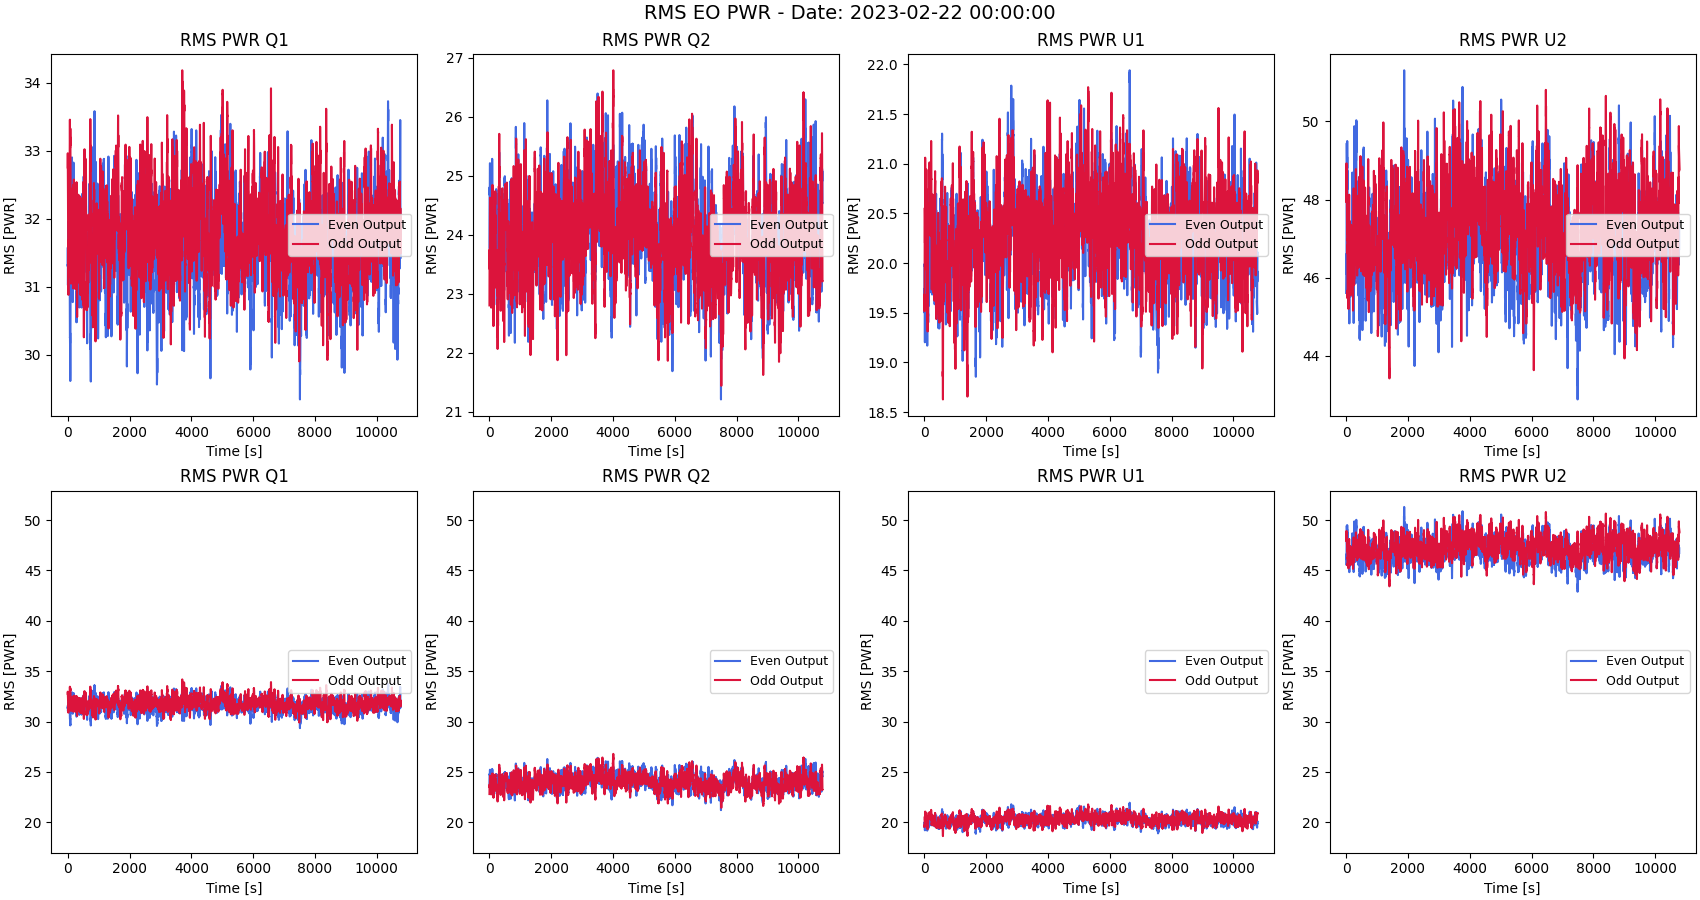 RMS EO PWR - Date: 2023-02-22 00:00:00
RMS PWR Q1
RMS [PWR]
34
33
32
31
30
0 2000 4000 6000 8000 10000
Time [s]
Even Output
Odd Output
RMS PWR Q2
RMS [PWR]
27
26
25
24
23
22
21
0 2000 4000 6000 8000 10000
Time [s]
Even Output
Odd Output
RMS PWR U1
RMS [PWR]
22.0
21.5
21.0
20.5
20.0
19.5
19.0
18.5
0 2000 4000 6000 8000 10000
Time [s]
Even Output
Odd Output
RMS PWR U2
RMS [PWR]
50
48
46
44
0 2000 4000 6000 8000 10000
Time [s]
Even Output
Odd Output
RMS PWR Q1
RMS [PWR]
50
45
40
35
30
25
20
0 2000 4000 6000 8000 10000
Time [s]
Even Output
Odd Output
RMS PWR Q2
RMS [PWR]
50
45
40
35
30
25
20
0 2000 4000 6000 8000 10000
Time [s]
Even Output
Odd Output
RMS PWR U1
RMS [PWR]
50
45
40
35
30
25
20
0 2000 4000 6000 8000 10000
Time [s]
Even Output
Odd Output
RMS PWR U2
RMS [PWR]
50
45
40
35
30
25
20
0 2000 4000 6000 8000 10000
Time [s]
Even Output
Odd Output